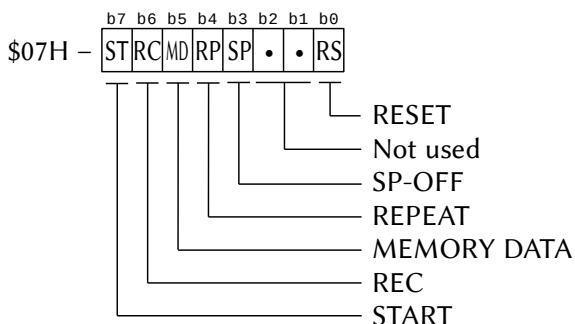 b7 b6 b5 b4 b3 b2 b1 b0
$07H – ST RC MD RP SP • • RS
RESET
Not used
SP-OFF
REPEAT
MEMORY DATA
REC
START